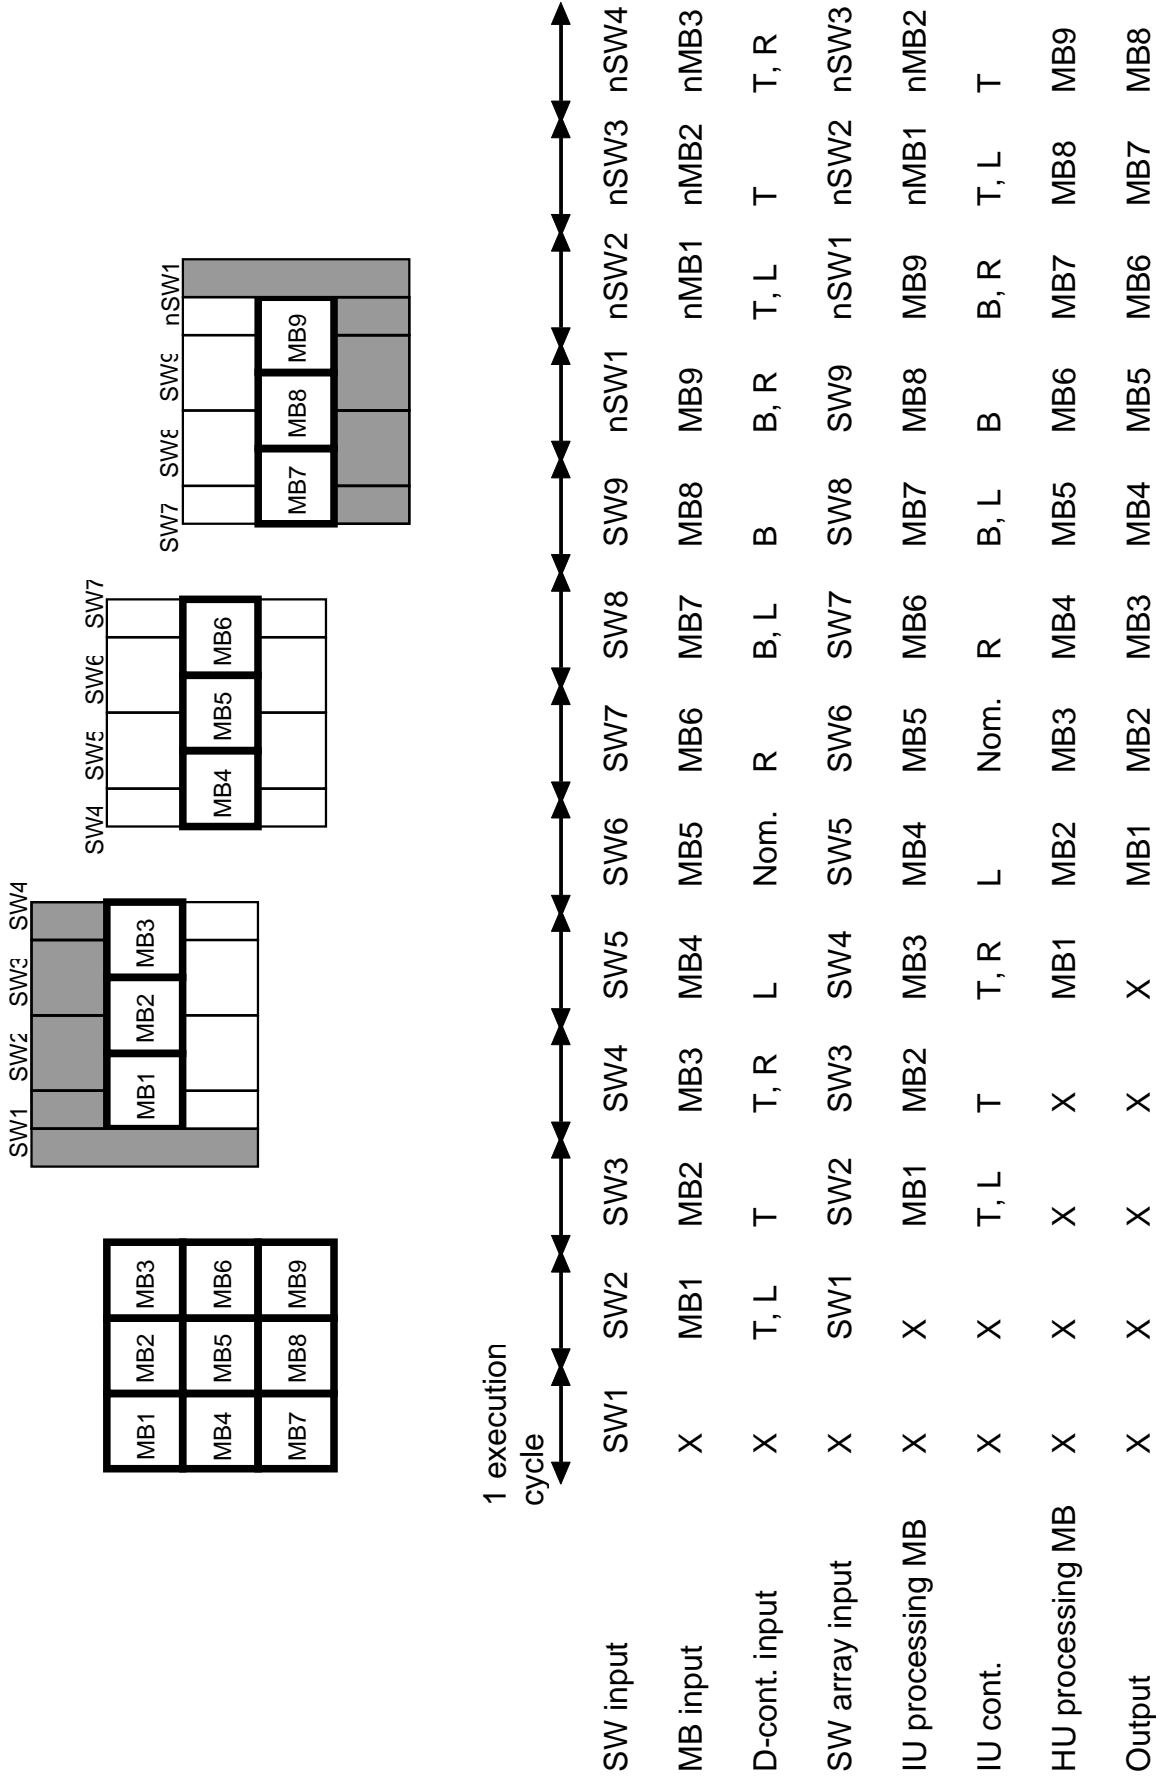 MB1 MB2 MB3
MB4 MB5 MB6
MB7 MB8 MB9
SW1 SW2 SW3 SW4
MB1 MB2 MB3
SW4 SW5 SW6 SW7
MB4 MB5 MB6
SW7 SW8 SW9 nSW1
MB7 MB8 MB9
1 execution
cycle
SW input SW1 SW2 SW3 SW4 SW5 SW6 SW7 SW8 SW9 nSW1 nSW2 nSW3 nSW4
MB input X MB1 MB2 MB3 MB4 MB5 MB6 MB7 MB8 MB9 nMB1 nMB2 nMB3
D-cont. input X T, L T T, R L Nom. R B, L B B, R T, L T T, R
SW array input X SW1 SW2 SW3 SW4 SW5 SW6 SW7 SW8 SW9 nSW1 nSW2 nSW3
IU processing MB X X MB1 MB2 MB3 MB4 MB5 MB6 MB7 MB8 MB9 nMB1 nMB2
IU cont. X X T, L T T, R L Nom. R B, L B B, R T, L T
HU processing MB X X X X MB1 MB2 MB3 MB4 MB5 MB6 MB7 MB8 MB9
Output X X X X X MB1 MB2 MB3 MB4 MB5 MB6 MB7 MB8